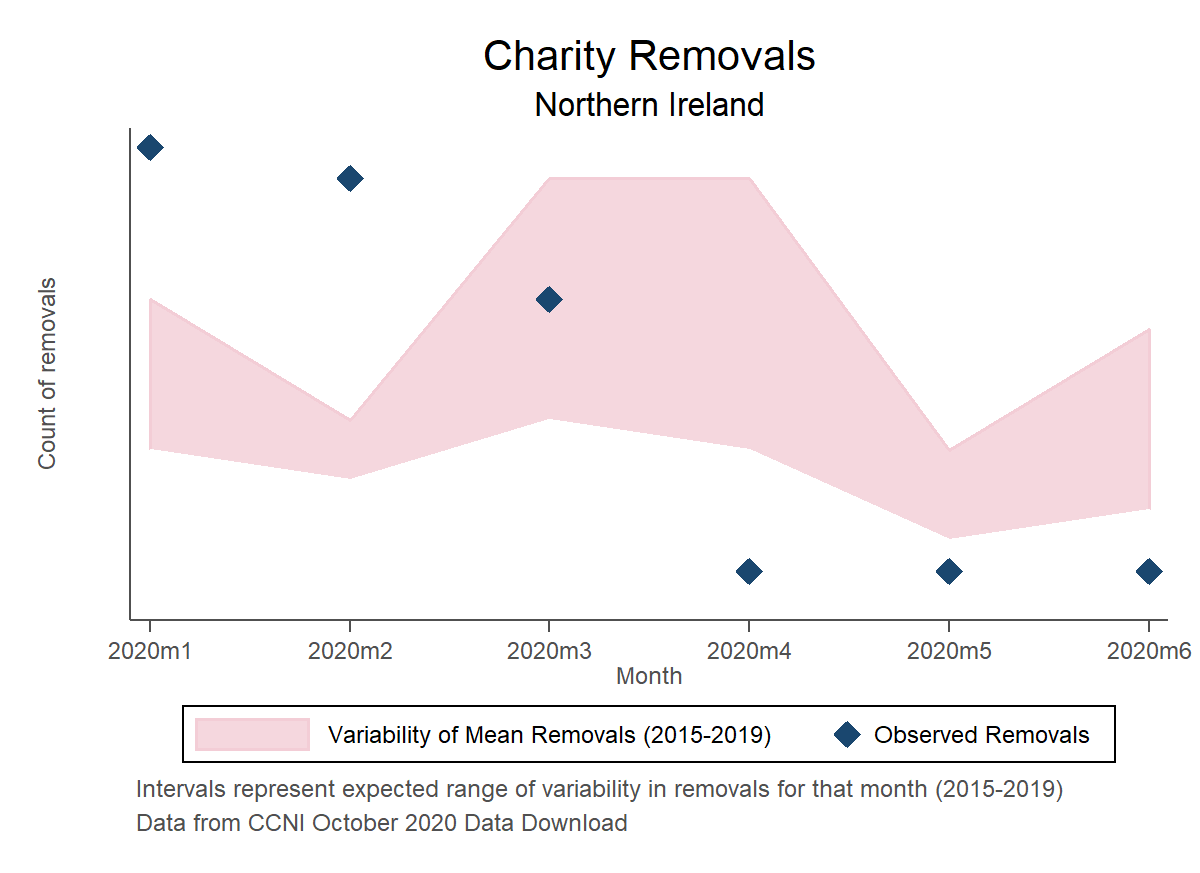 Charity Removals
Northern Ireland
Count of removals
2020m1 2020m2 2020m3 2020m4 2020m5 2020m6
Month
Variability of Mean Removals (2015-2019) Observed Removals
Intervals represent expected range of variability in removals for that month (2015-2019)
Data from CCNI October 2020 Data Download